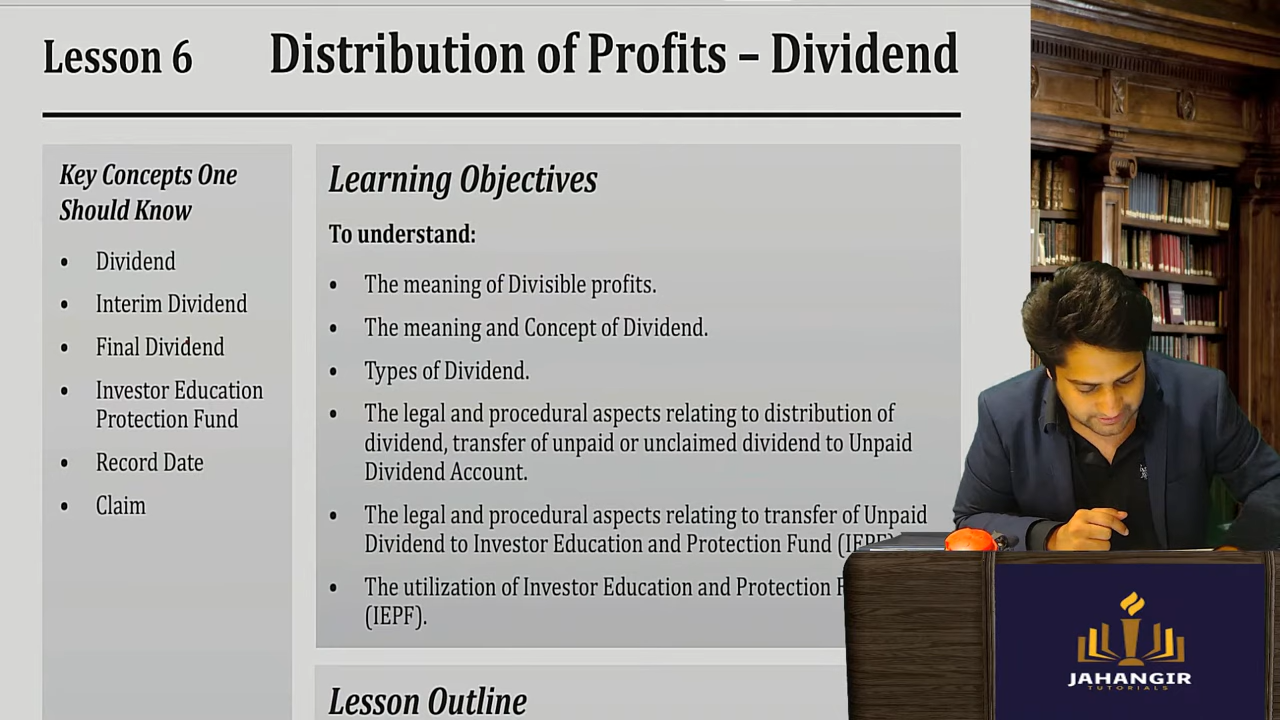 Lesson 6 Distribution of Profits – Dividend
Key Concepts One
Should Know
• Dividend
• Interim Dividend
• Final Dividend
• Investor Education
Protection Fund
• Record Date
• Claim
Learning Objectives
To understand:
• The meaning of Divisible profits.
• The meaning and Concept of Dividend.
• Types of Dividend.
• The legal and procedural aspects relating to distribution of
dividend, transfer of unpaid or unclaimed dividend to Unpaid
Dividend Account.
• The legal and procedural aspects relating to transfer of Unpaid
Dividend to Investor Education and Protection Fund (IEPF)
• The utilization of Investor Education and Protection
(IEPF).
Lesson Outline
JAHANGIR
TUTORIALS